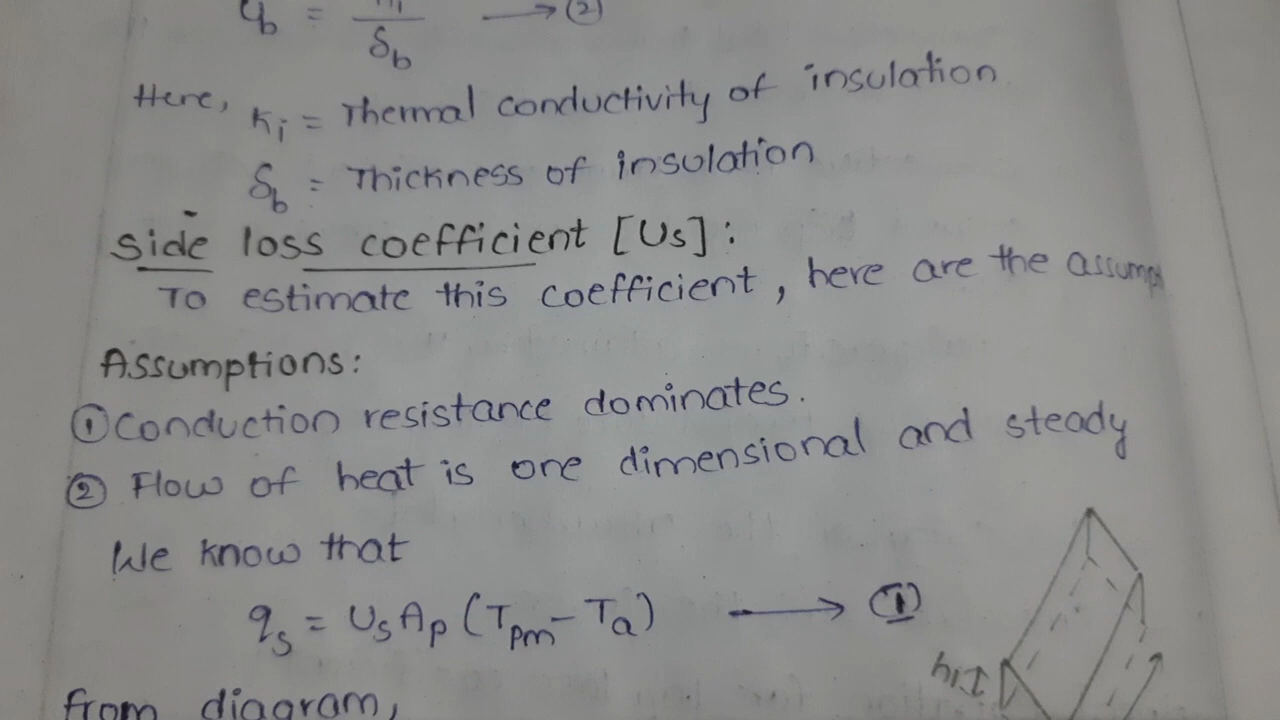 = —→ ②
δb
Here, Ki = Thermal conductivity of insulation
δb = Thickness of insulation
Side loss coefficient [Us] :
To estimate this coefficient, here are the
Assumptions:
① Conduction resistance dominates.
② Flow of heat is one dimensional and steady
We know that
qs = Us Ap (Tpm - Ta) —→ ①
from diagram,